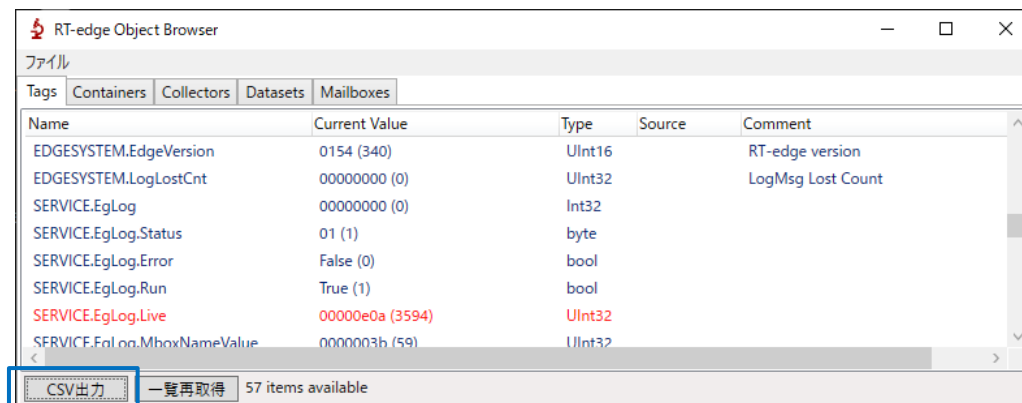 RT-edge Object Browser
ファイル
Tags Containers Collectors Datasets Mailboxes
Name Current Value Type Source Comment
EDGESYSTEM.EdgeVersion 0154 (340) UInt16 RT-edge version
EDGESYSTEM.LogLostCnt 00000000 (0) UInt32 LogMsg Lost Count
SERVICE.EgLog 00000000 (0) Int32
SERVICE.EgLog.Status 01 (1) byte
SERVICE.EgLog.Error False (0) bool
SERVICE.EgLog.Run True (1) bool
SERVICE.EgLog.Live 00000e0a (3594) UInt32
SERVICE.EgLog.MboxNameValue 0000003b (59) UInt32
CSV出力 一覧再取得 57 items available